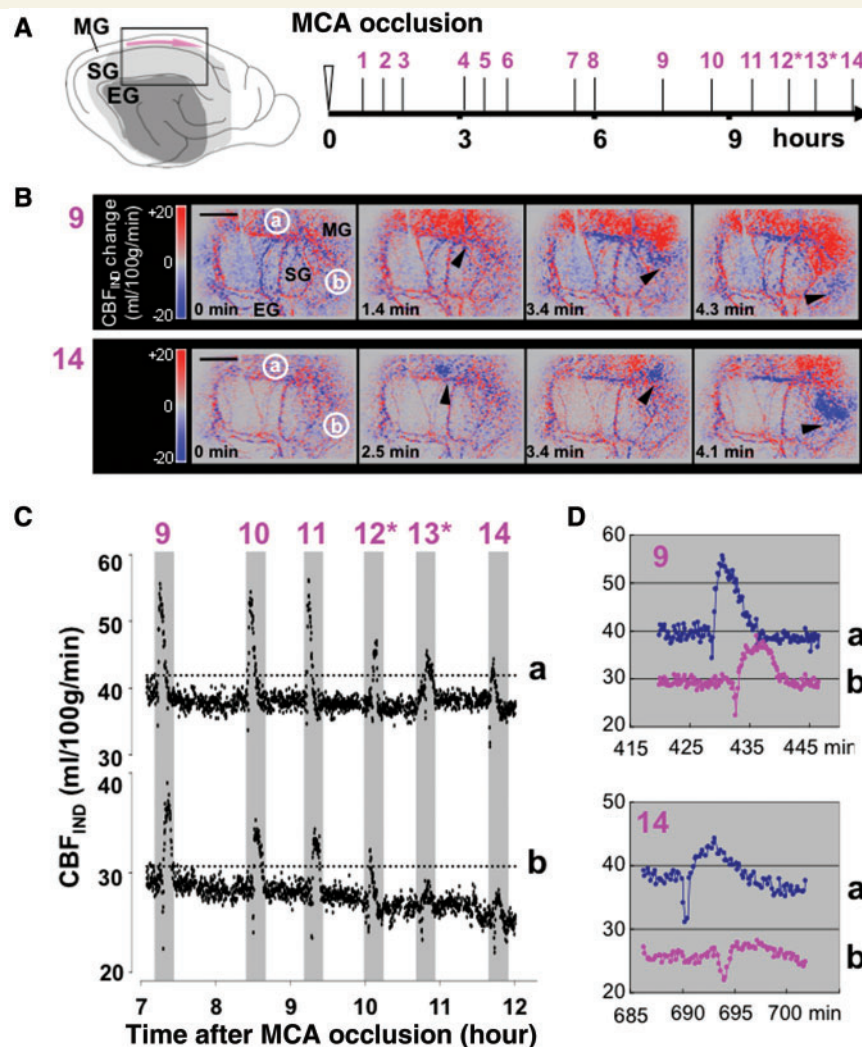 A
MG
SG
EG
MCA occlusion
1 2 3 4 5 6 7 8 9 10 11 12* 13* 14
0 3 6 9 hours
B
9
CBF_IND change
(ml/100g/min)
+20
0
-20
a
MG
SG
b
EG
0 min
1.4 min
3.4 min
4.3 min
14
+20
0
-20
a
b
0 min
2.5 min
3.4 min
4.1 min
C
9 10 11 12* 13* 14
CBF_IND (ml/100g/min)
60
50
40
30
a
40
30
20
b
7 8 9 10 11 12
Time after MCA occlusion (hour)
D
9
60
50
40
30
20
a
b
415 425 435 445 min
14
50
40
30
20
a
b
685 690 695 700 min